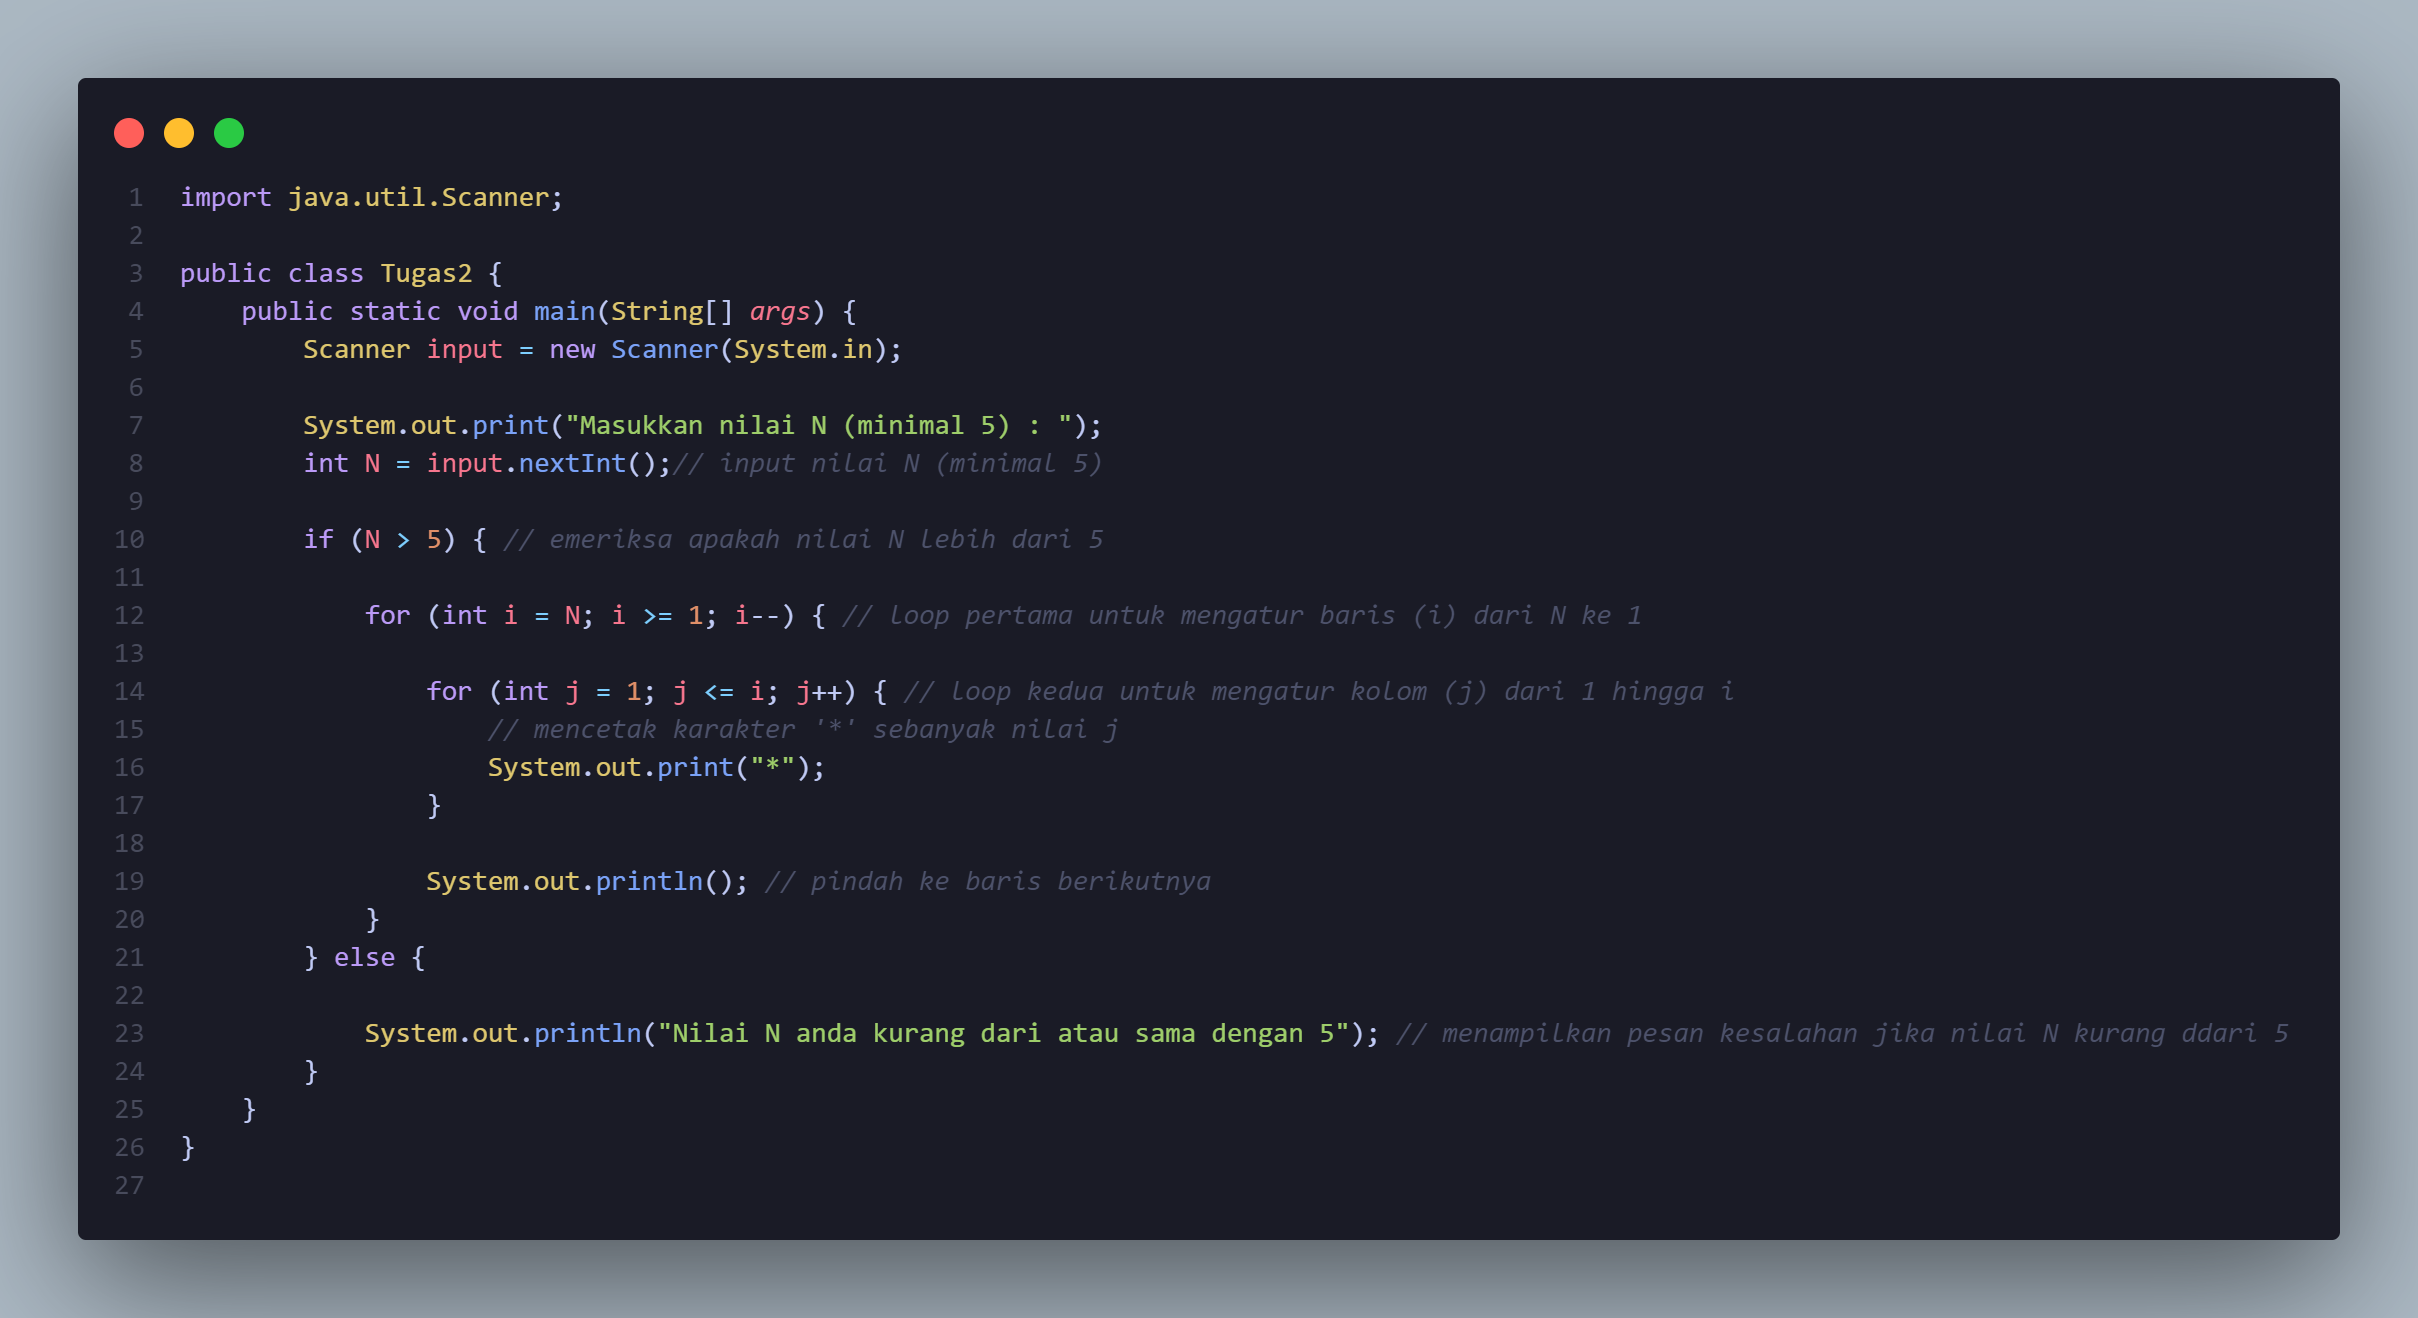 1 import java.util.Scanner;
2
3 public class Tugas2 {
4     public static void main(String[] args) {
5         Scanner input = new Scanner(System.in);
6
7         System.out.print("Masukkan nilai N (minimal 5) : ");
8         int N = input.nextInt();// input nilai N (minimal 5)
9
10         if (N > 5) { // emeriksa apakah nilai N lebih dari 5
11
12             for (int i = N; i >= 1; i--) { // loop pertama untuk mengatur baris (i) dari N ke 1
13
14                 for (int j = 1; j <= i; j++) { // loop kedua untuk mengatur kolom (j) dari 1 hingga i
15                     // mencetak karakter '*' sebanyak nilai j
16                     System.out.print("*");
17                 }
18
19                 System.out.println(); // pindah ke baris berikutnya
20             }
21         } else {
22
23             System.out.println("Nilai N anda kurang dari atau sama dengan 5"); // menampilkan pesan kesalahan jika nilai N kurang ddari 5
24         }
25     }
26 }
27